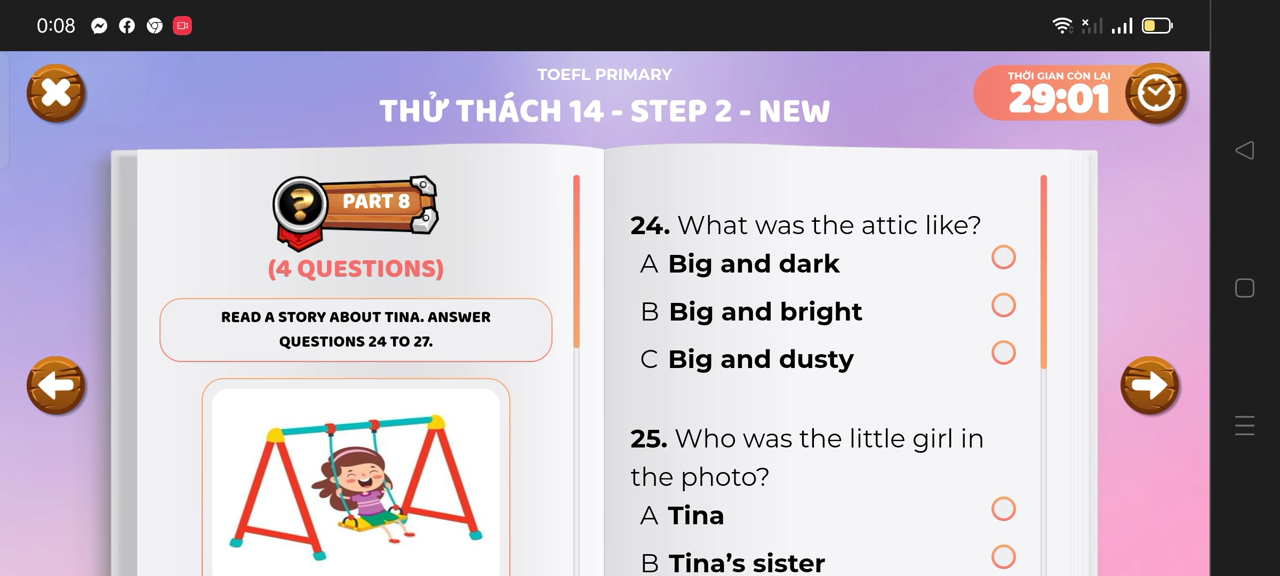 0:08
TOEFL PRIMARY
THỬ THÁCH 14 - STEP 2 - NEW
THỜI GIAN CÒN LẠI
29:01
PART 8
(4 QUESTIONS)
READ A STORY ABOUT TINA. ANSWER
QUESTIONS 24 TO 27.
24. What was the attic like?
A Big and dark
B Big and bright
C Big and dusty
25. Who was the little girl in
the photo?
A Tina
B Tina's sister